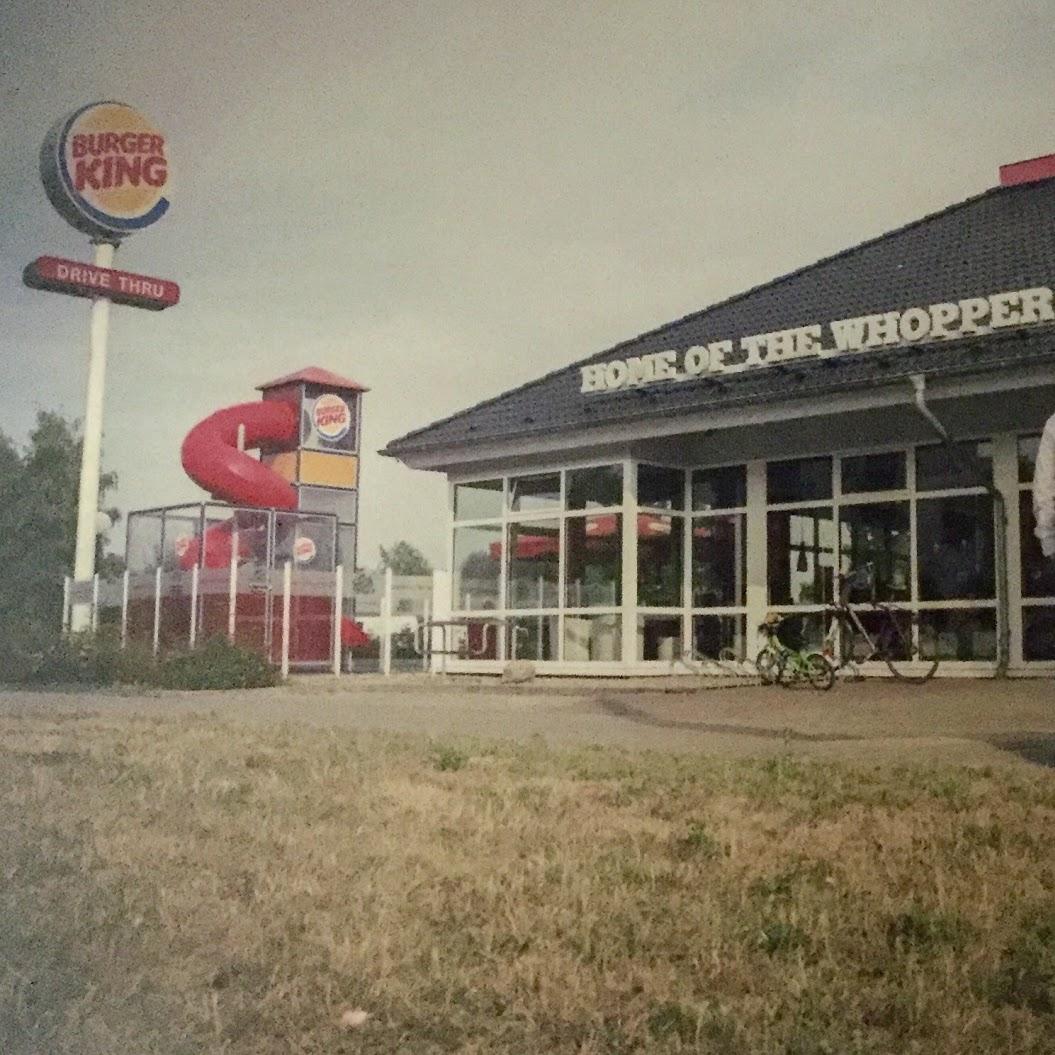 BURGER
KING
DRIVE THRU
BURGER
KING
HOME OF THE WHOPPER